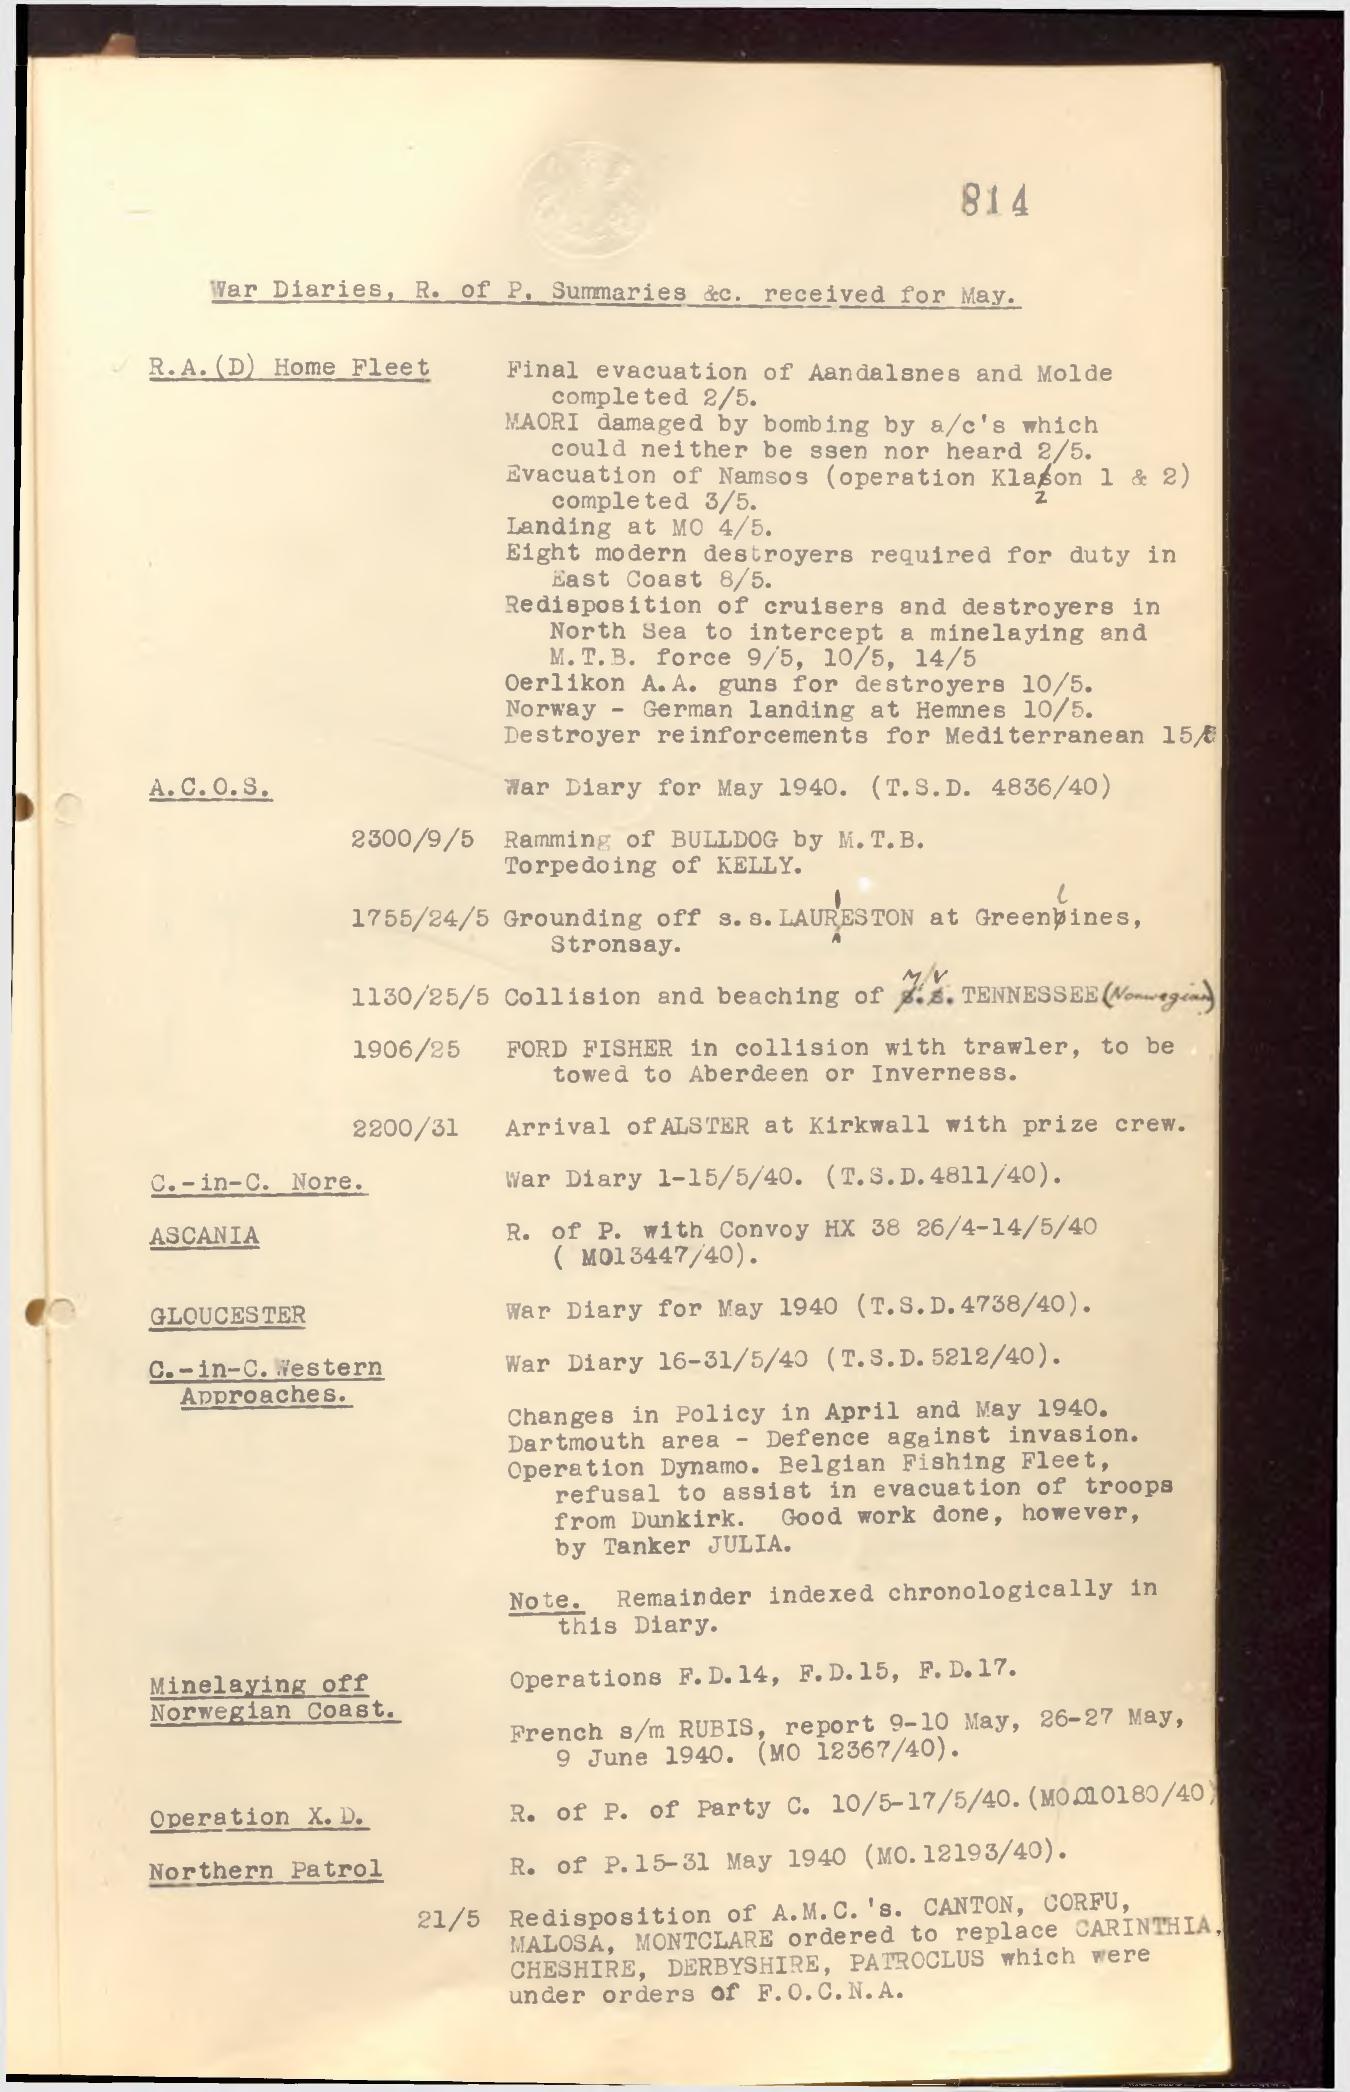 814
War Diaries, R. of P. Summaries &c. received for May.
R.A.(D) Home Fleet Final evacuation of Aandalsnes and Molde
completed 2/5.
MAORI damaged by bombing by a/c's which
could neither be ssen nor heard 2/5.
Evacuation of Namsos (operation Klazon 1 & 2)
completed 3/5.
Landing at MO 4/5.
Eight modern destroyers required for duty in
East Coast 8/5.
Redisposition of cruisers and destroyers in
North Sea to intercept a minelaying and
M.T.B. force 9/5, 10/5, 14/5
Oerlikon A.A. guns for destroyers 10/5.
Norway - German landing at Hemnes 10/5.
Destroyer reinforcements for Mediterranean 15/5
A.C.O.S. War Diary for May 1940. (T.S.D. 4836/40)
2300/9/5 Ramming of BULLDOG by M.T.B.
Torpedoing of KELLY.
1755/24/5 Grounding off s.s.LAURIESTON at Greenlines,
Stronsay.
1130/25/5 Collision and beaching of M/V TENNESSEE (Norwegian)
1906/25 FORD FISHER in collision with trawler, to be
towed to Aberdeen or Inverness.
2200/31 Arrival ofALSTER at Kirkwall with prize crew.
C.-in-C. Nore. War Diary 1-15/5/40. (T.S.D.4811/40).
ASCANIA R. of P. with Convoy HX 38 26/4-14/5/40
( MO13447/40).
GLOUCESTER War Diary for May 1940 (T.S.D.4738/40).
C.-in-C. Western War Diary 16-31/5/40 (T.S.D.5212/40).
Approaches.
Changes in Policy in April and May 1940.
Dartmouth area - Defence against invasion.
Operation Dynamo. Belgian Fishing Fleet,
refusal to assist in evacuation of troops
from Dunkirk. Good work done, however,
by Tanker JULIA.
Note. Remainder indexed chronologically in
this Diary.
Minelaying off Operations F.D.14, F.D.15, F.D.17.
Norwegian Coast.
French s/m RUBIS, report 9-10 May, 26-27 May,
9 June 1940. (MO 12367/40).
Operation X.D. R. of P. of Party C. 10/5-17/5/40. (MO.010180/40)
Northern Patrol R. of P.15-31 May 1940 (MO.12193/40).
21/5 Redisposition of A.M.C.'s. CANTON, CORFU,
MALOSA, MONTCLARE ordered to replace CARINTHIA,
CHESHIRE, DERBYSHIRE, PATROCLUS which were
under orders of F.O.C.N.A.